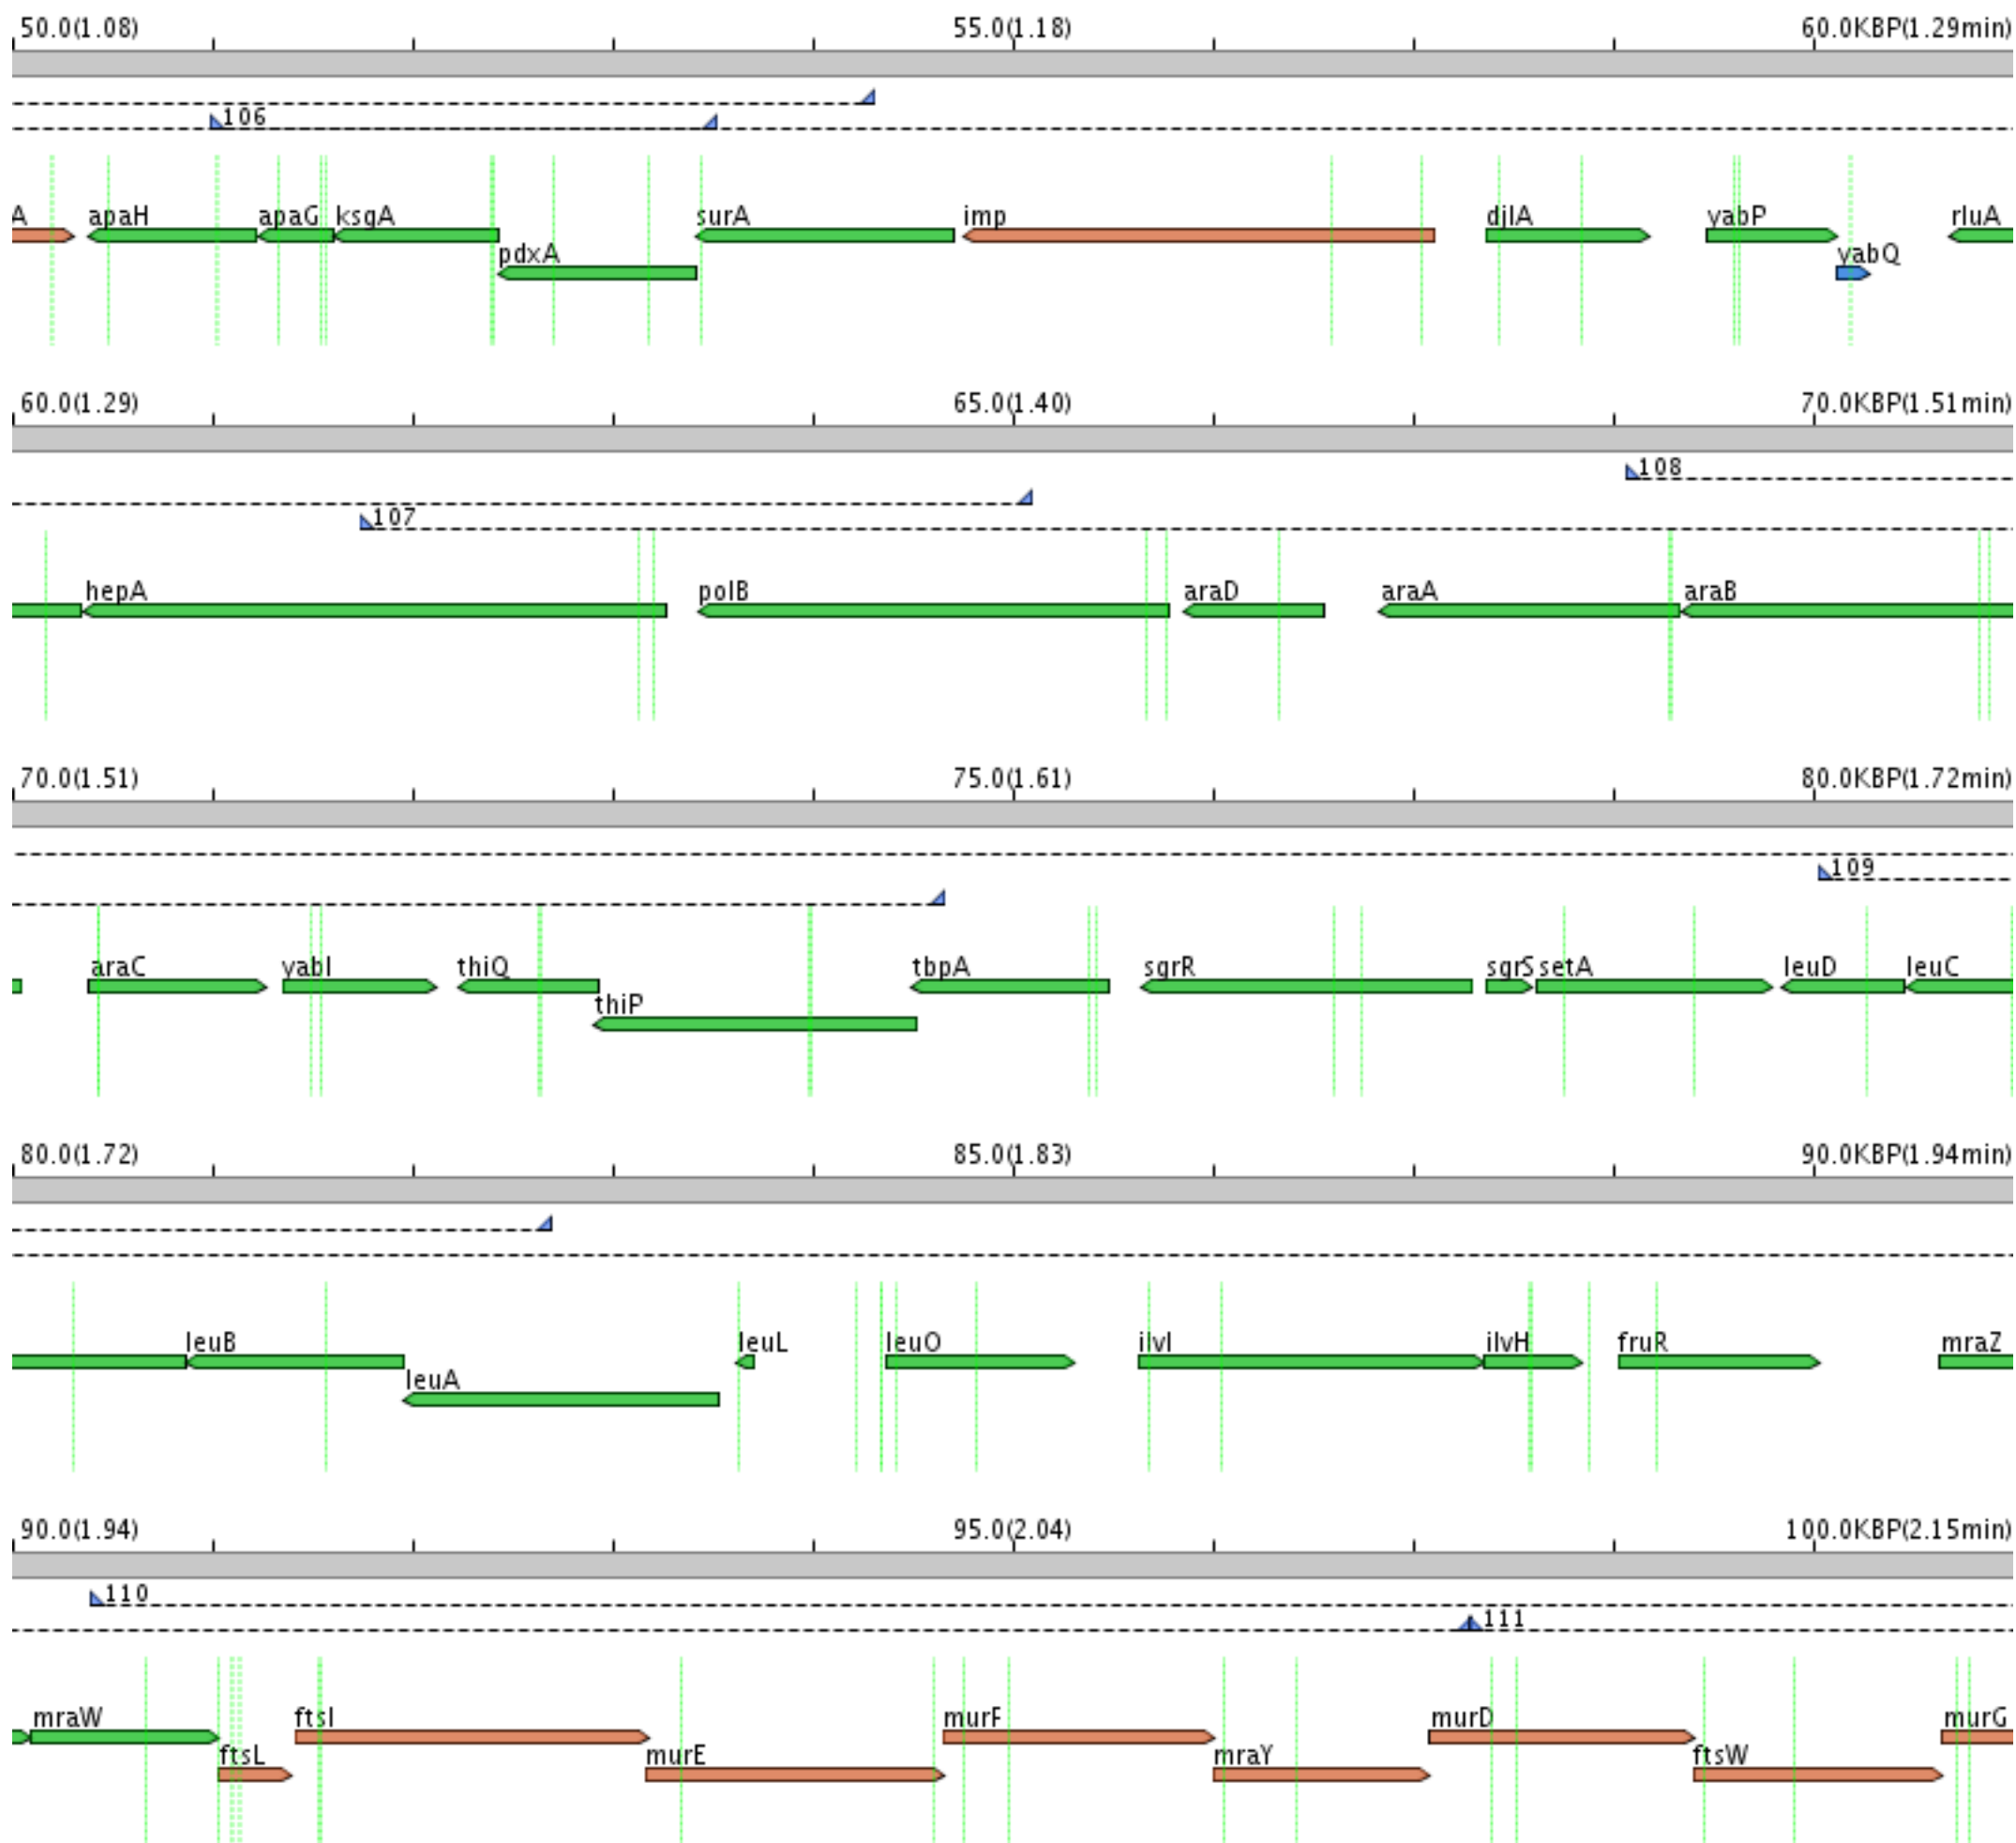 50.0(1.08) 55.0(1.18) 60.0KBP(1.29min)
106
A apaH apaG ksgA surA imp djlA yabP rluA
pdxA yabQ
60.0(1.29) 65.0(1.40) 70.0KBP(1.51min)
108
107
hepA polB araD araA araB
70.0(1.51) 75.0(1.61) 80.0KBP(1.72min)
109
araC yabI thiQ tbpA sgrR sgrS setA leuD leuC
thiP
80.0(1.72) 85.0(1.83) 90.0KBP(1.94min)
leuB leuL leuO ilvI ilvH fruR mraZ
leuA
90.0(1.94) 95.0(2.04) 100.0KBP(2.15min)
110
111
mraW ftsI murF murD murG
ftsL murE mraY ftsW